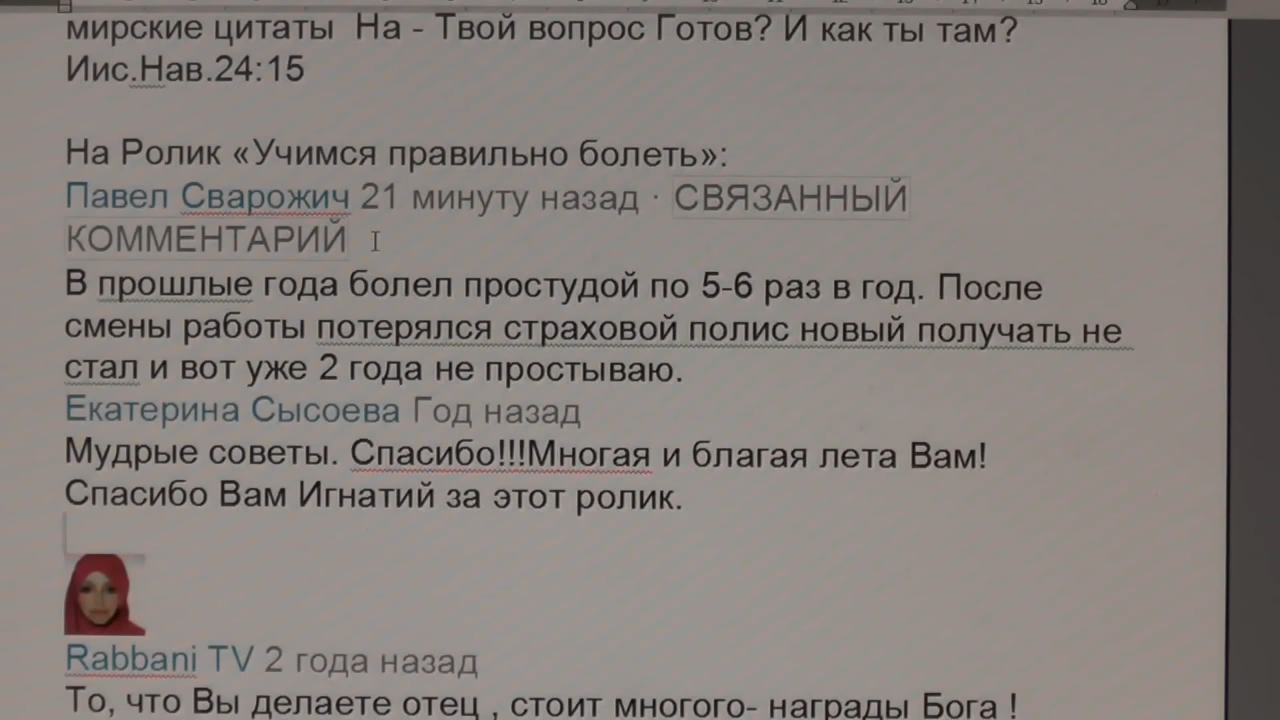 мирские цитаты На - Твой вопрос Готов? И как ты там?
Иис.Нав.24:15
На Ролик «Учимся правильно болеть»:
Павел Сварожич 21 минуту назад · СВЯЗАННЫЙ
КОММЕНТАРИЙ
В прошлые года болел простудой по 5-6 раз в год. После
смены работы потерялся страховой полис новый получать не
стал и вот уже 2 года не простываю.
Екатерина Сысоева Год назад
Мудрые советы. Спасибо!!!Многая и благая лета Вам!
Спасибо Вам Игнатий за этот ролик.
Rabbani TV 2 года назад
То, что Вы делаете отец , стоит многого- награды Бога !